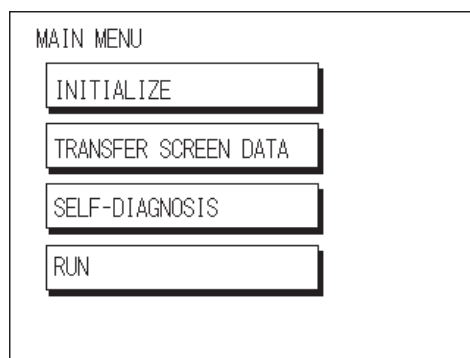 MAIN MENU
INITIALIZE
TRANSFER SCREEN DATA
SELF-DIAGNOSIS
RUN